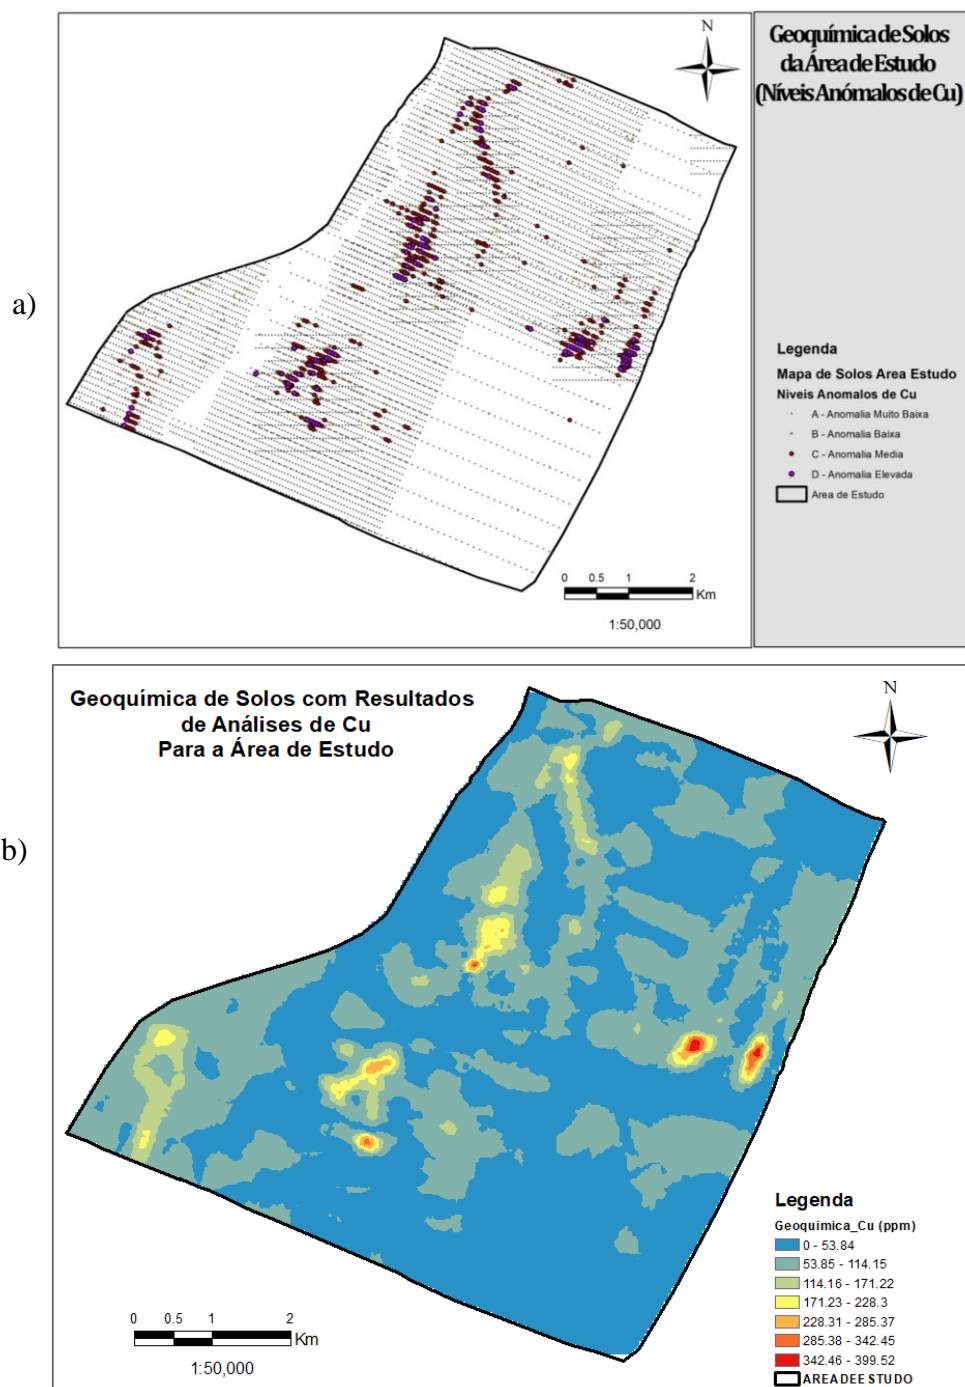 a)
N
Geoquímica de Solos
da Área de Estudo
(Níveis Anómalos de Cu)
Legenda
Mapa de Solos Area Estudo
Niveis Anomalos de Cu
A - Anomalia Muito Baixa
B - Anomalia Baixa
C - Anomalia Media
D - Anomalia Elevada
Area de Estudo
0 0.5 1 2
Km
1:50,000
b)
Geoquímica de Solos com Resultados
de Análises de Cu
Para a Área de Estudo
N
Legenda
Geoquimica_Cu (ppm)
0 - 53.84
53.85 - 114.15
114.16 - 171.22
171.23 - 228.3
228.31 - 285.37
285.38 - 342.45
342.46 - 399.52
AREA DEE STUDO
0 0.5 1 2
Km
1:50,000